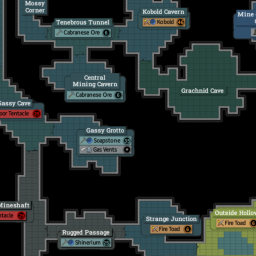 Mossy
Corner
Tenebrous Tunnel
Cabranese Ore
Kobold Cavern
Kobold
Mine
Central
Mining Cavern
Cabranese Ore
Grachnid Cave
Gassy Cave
Tentacle
Gassy Grotto
Soapstone
Gas Vents
Mineshaft
Tentacle
Rugged Passage
Shinarium
Strange Junction
Fire Toad
Outside Hollow
Fire Toad